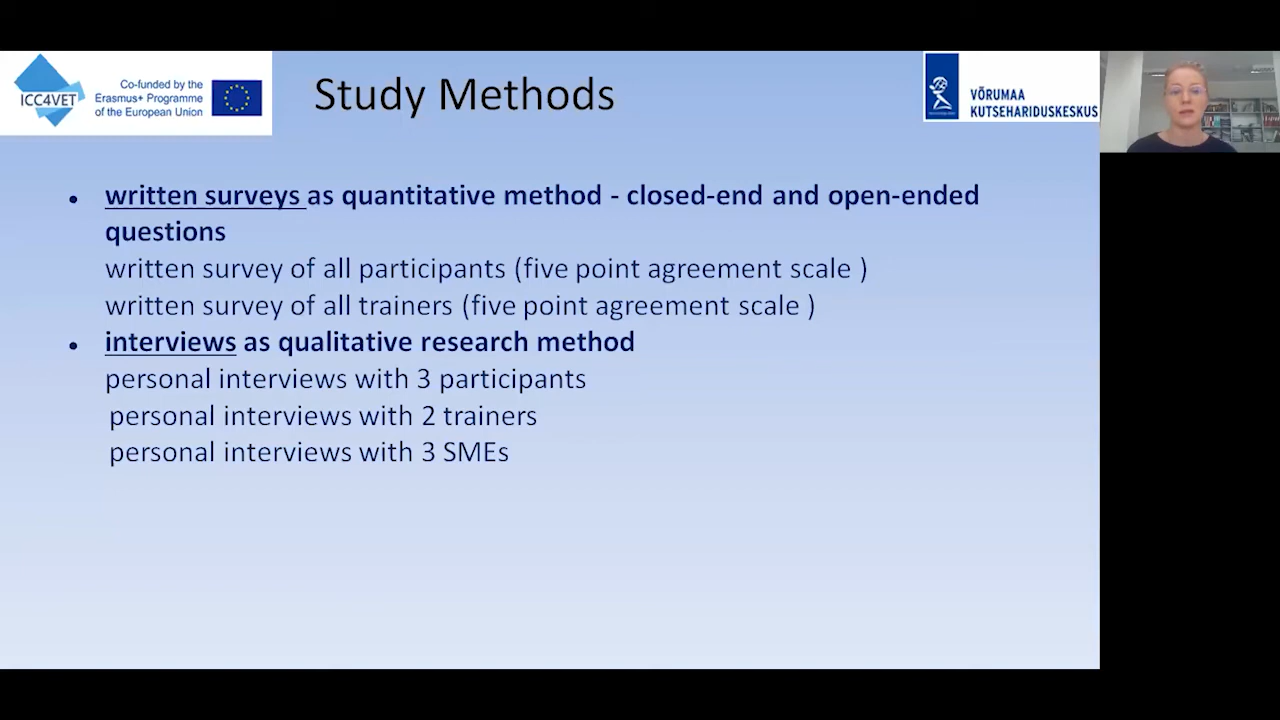 ICC4VET
Co-funded by the
Erasmus+ Programme
of the European Union
Study Methods
VÕRUMAA
KUTSEHARIDUSKESKUS
written surveys as quantitative method - closed-end and open-ended
questions
written survey of all participants (five point agreement scale )
written survey of all trainers (five point agreement scale )
interviews as qualitative research method
personal interviews with 3 participants
personal interviews with 2 trainers
personal interviews with 3 SMEs